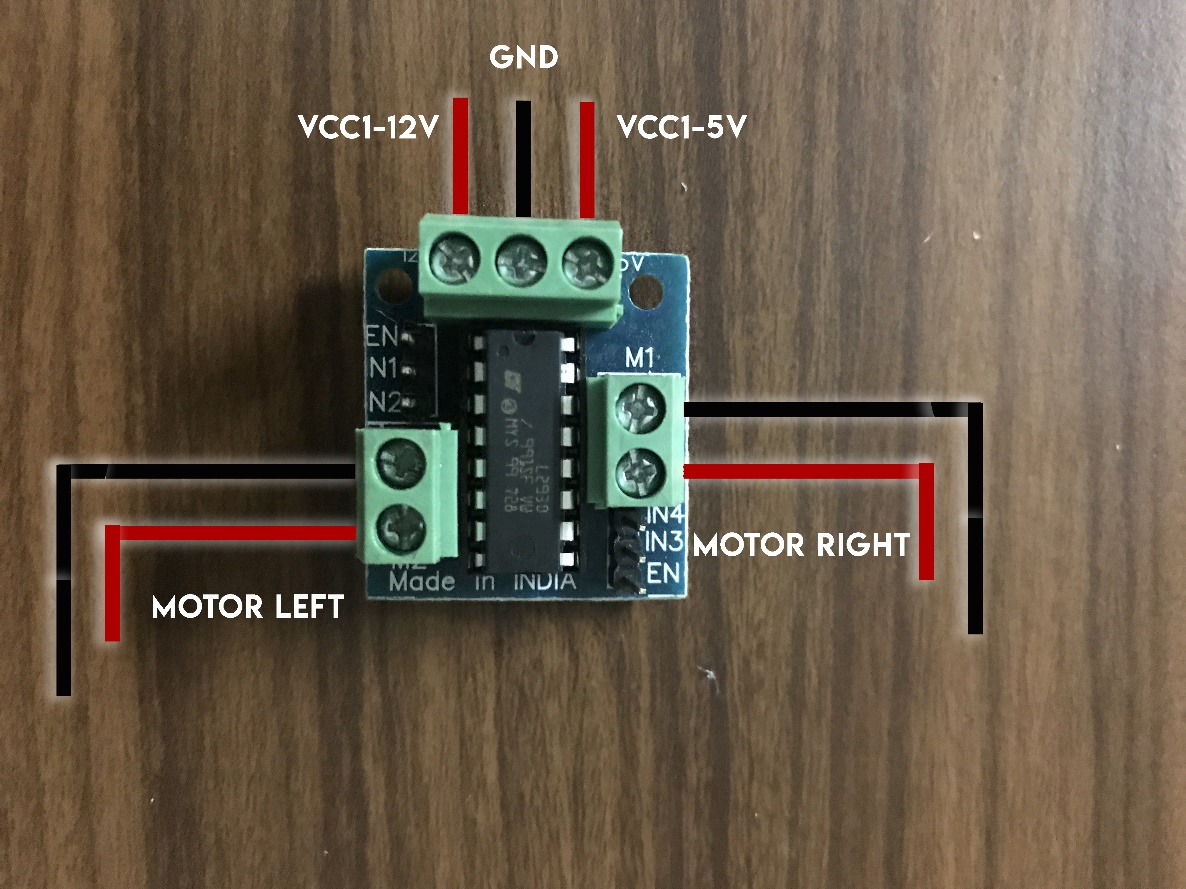 GND
VCC1-12V
VCC1-5V
12
5V
EN
N1
N2
M1
IN4
IN3
EN
MOTOR RIGHT
M2
Made in INDIA
MOTOR LEFT